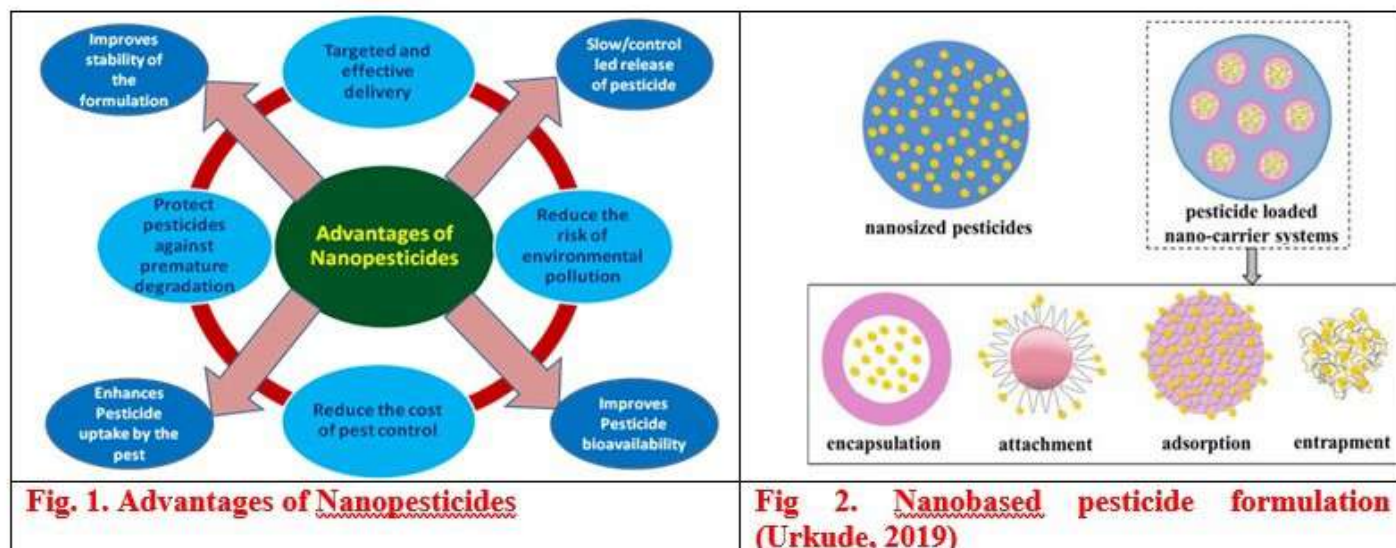 Improves
stability of
the
formulation
Targeted and
effective
delivery
Slow/control
led release
of pesticide
Protect
pesticides
against
premature
degradation
Advantages of
Nanopesticides
Reduce the
risk of
environmental
pollution
Enhances
Pesticide
uptake by the
pest
Reduce the cost
of pest control
Improves
Pesticide
bioavailability
Fig. 1. Advantages of Nanopesticides
nanosized pesticides
pesticide loaded
nano-carrier systems
encapsulation
attachment
adsorption
entrapment
Fig 2. Nanobased pesticide formulation
(Urkude, 2019)